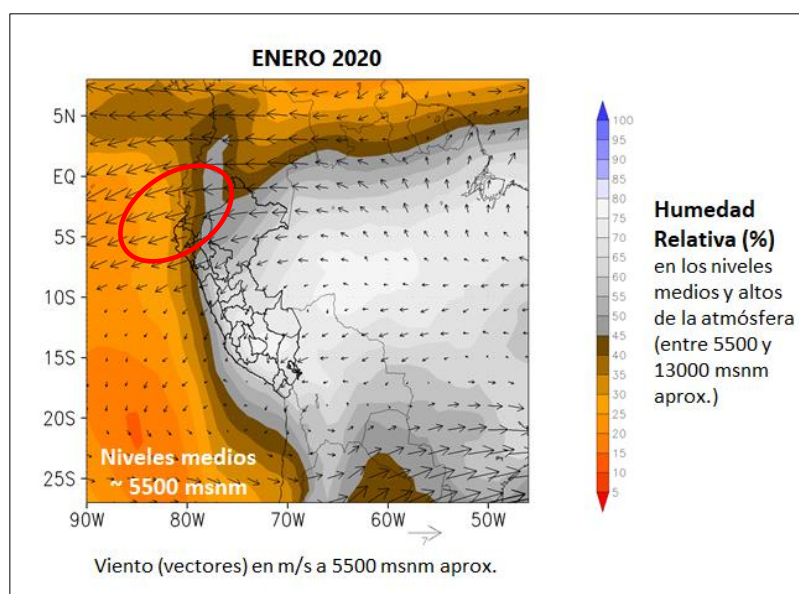 ENERO 2020
5N
EQ
5S
10S
15S
20S
25S
90W
80W
70W
60W
50W
Niveles medios
~ 5500 msnm
7
Viento (vectores) en m/s a 5500 msnm aprox.
100
95
90
85
80
75
70
65
60
55
50
45
40
35
30
25
20
15
10
5
Humedad
Relativa (%)
en los niveles
medios y altos
de la atmósfera
(entre 5500 y
13000 msnm
aprox.)